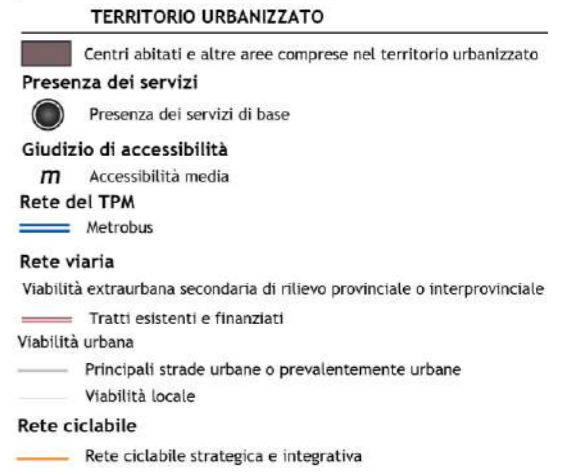 TERRITORIO URBANIZZATO
Centri abitati e altre aree comprese nel territorio urbanizzato
Presenza dei servizi
Presenza dei servizi di base
Giudizio di accessibilità
m Accessibilità media
Rete del TPM
Metrobus
Rete viaria
Viabilità extraurbana secondaria di rilievo provinciale o interprovinciale
Tratti esistenti e finanziati
Viabilità urbana
Principali strade urbane o prevalentemente urbane
Viabilità locale
Rete ciclabile
Rete ciclabile strategica e integrativa